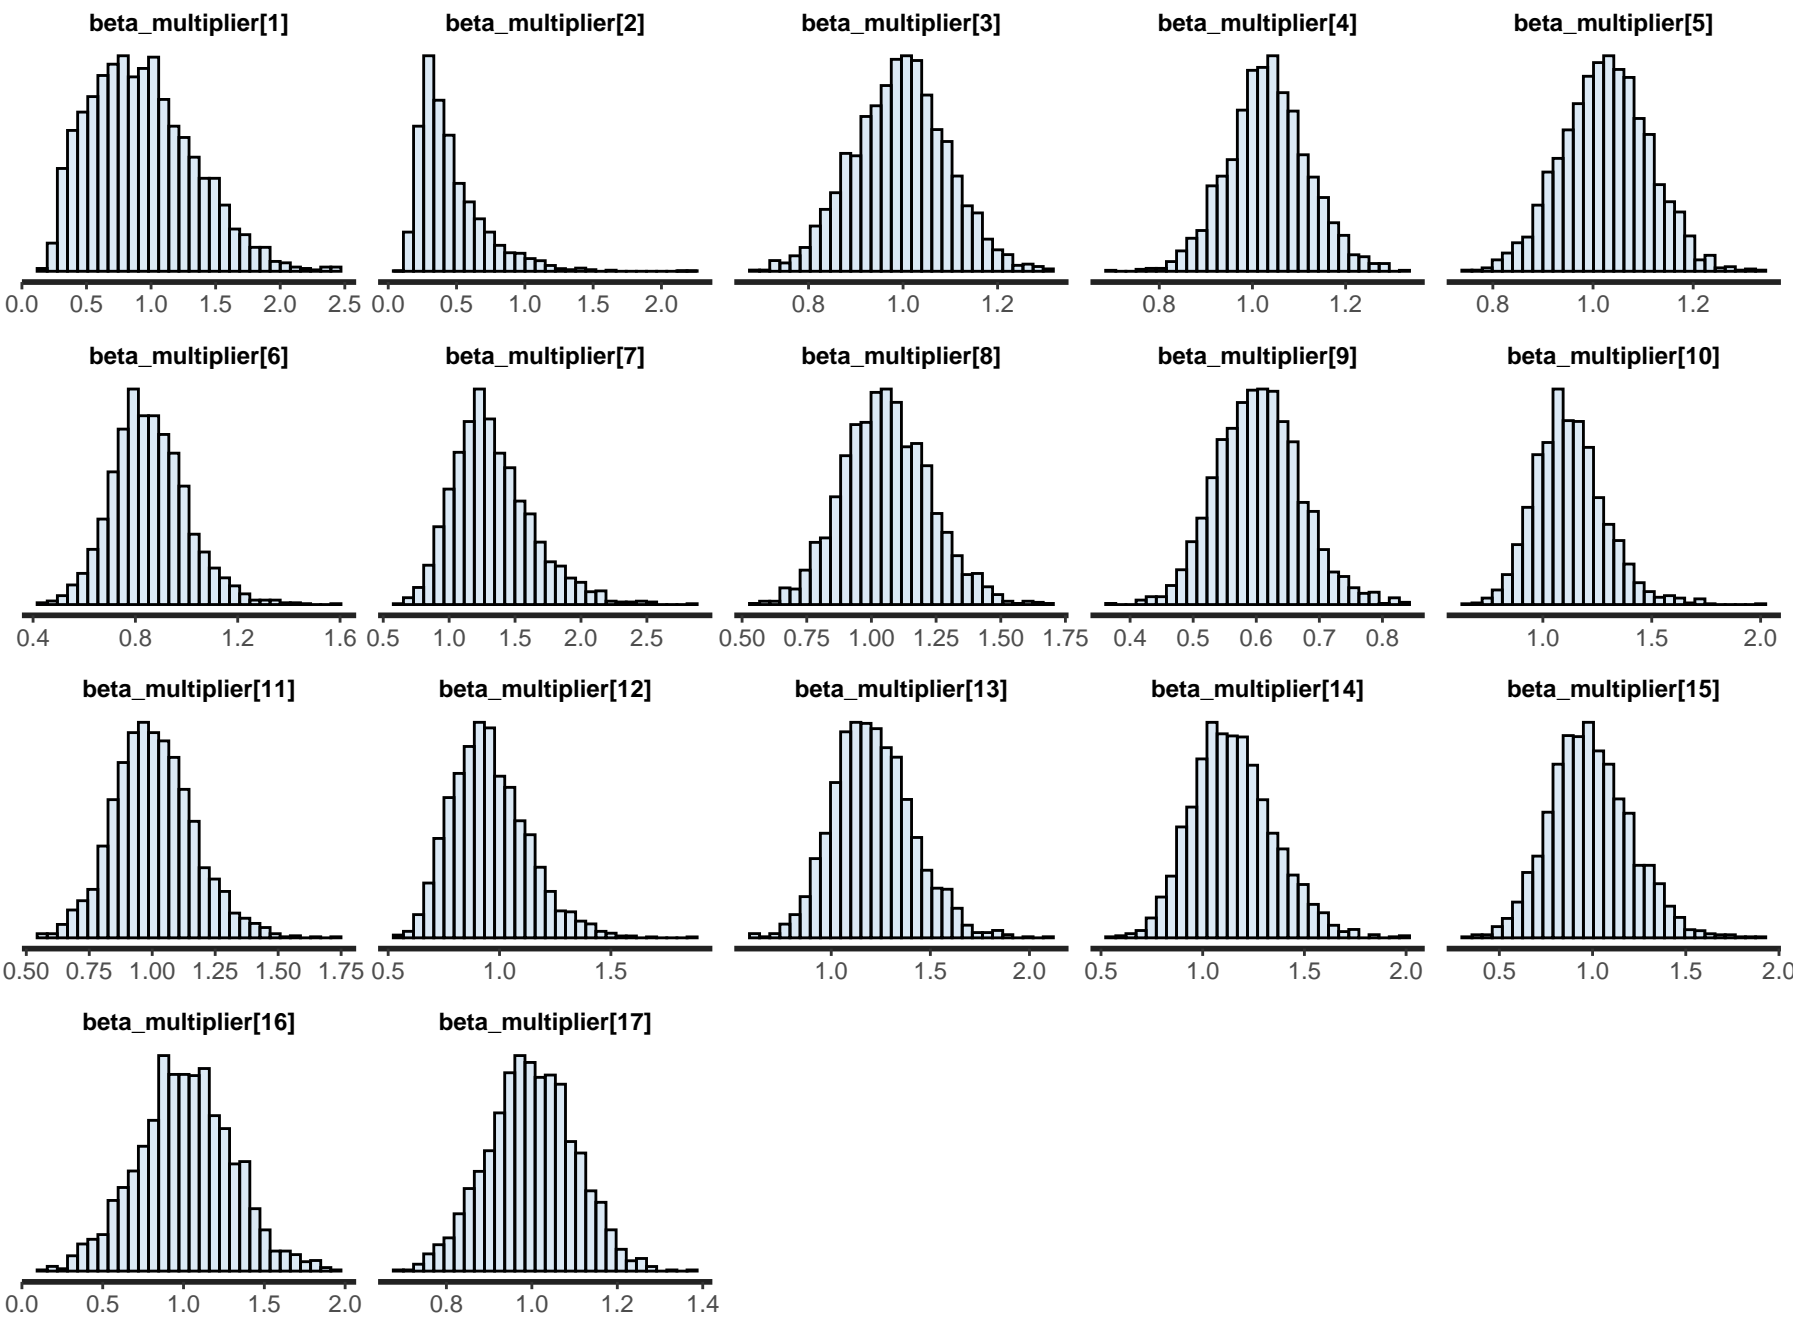 beta_multiplier[1] beta_multiplier[2] beta_multiplier[3] beta_multiplier[4] beta_multiplier[5]
0.0 0.5 1.0 1.5 2.0 2.5 0.0 0.5 1.0 1.5 2.0 0.8 1.0 1.2 0.8 1.0 1.2 0.8 1.0 1.2
beta_multiplier[6] beta_multiplier[7] beta_multiplier[8] beta_multiplier[9] beta_multiplier[10]
0.4 0.8 1.2 1.6 0.5 1.0 1.5 2.0 2.5 0.50 0.75 1.00 1.25 1.50 1.75 0.4 0.5 0.6 0.7 0.8 1.0 1.5 2.0
beta_multiplier[11] beta_multiplier[12] beta_multiplier[13] beta_multiplier[14] beta_multiplier[15]
0.50 0.75 1.00 1.25 1.50 1.75 0.5 1.0 1.5 1.0 1.5 2.0 0.5 1.0 1.5 2.0 0.5 1.0 1.5 2.0
beta_multiplier[16] beta_multiplier[17]
0.0 0.5 1.0 1.5 2.0 0.8 1.0 1.2 1.4